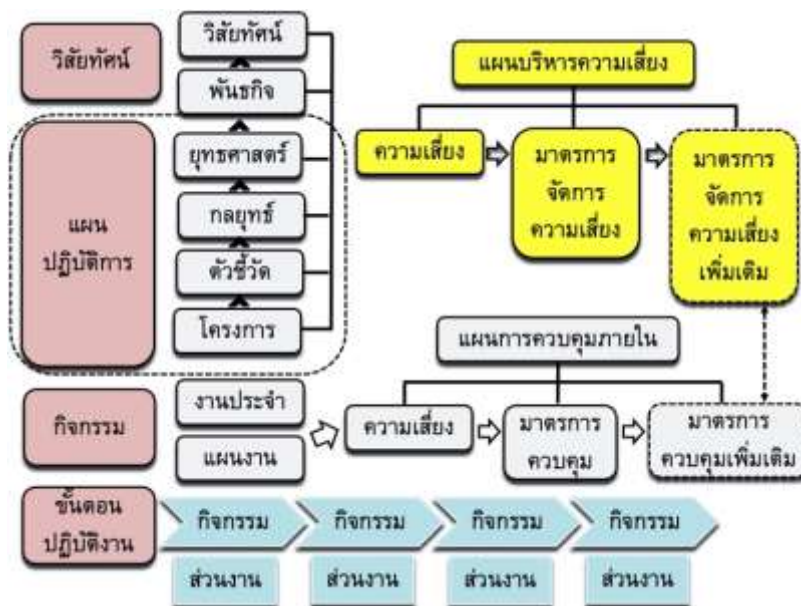 วิสัยทัศน์
วิสัยทัศน์
พันธกิจ
แผน
ปฏิบัติการ
ยุทธศาสตร์
กลยุทธ์
ตัวชี้วัด
โครงการ
แผนบริหารความเสี่ยง
ความเสี่ยง
มาตรการ
จัดการ
ความเสี่ยง
มาตรการ
จัดการ
ความเสี่ยง
เพิ่มเติม
แผนการควบคุมภายใน
กิจกรรม
งานประจำ
แผนงาน
ความเสี่ยง
มาตรการ
ควบคุม
มาตรการ
ควบคุมเพิ่มเติม
ขั้นตอน
ปฏิบัติงาน
กิจกรรม
กิจกรรม
กิจกรรม
กิจกรรม
ส่วนงาน
ส่วนงาน
ส่วนงาน
ส่วนงาน